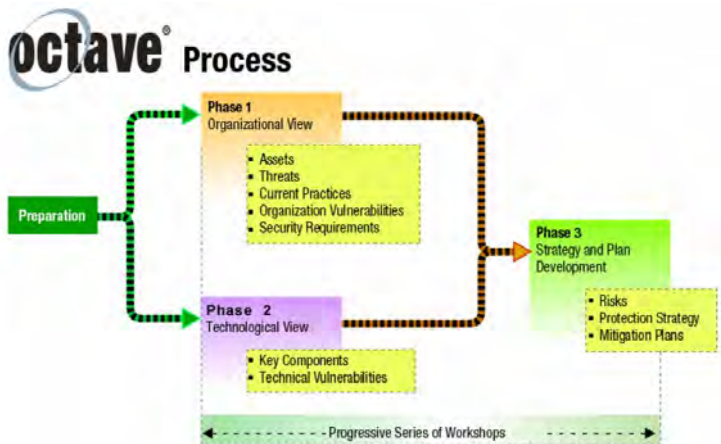 octave® Process
Phase 1
Organizational View
▪ Assets
▪ Threats
▪ Current Practices
▪ Organization Vulnerabilities
▪ Security Requirements
Preparation
Phase 3
Strategy and Plan
Development
▪ Risks
▪ Protection Strategy
▪ Mitigation Plans
Phase 2
Technological View
▪ Key Components
▪ Technical Vulnerabilities
Progressive Series of Workshops